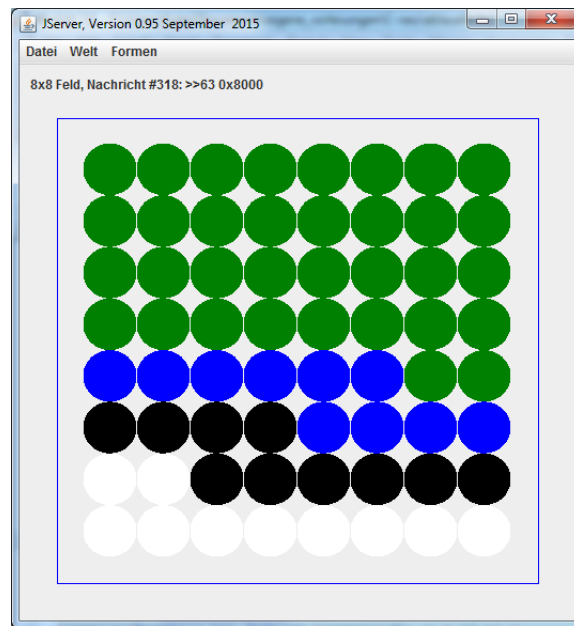 JServer, Version 0.95 September 2015
Datei Welt Formen
8x8 Feld, Nachricht #318: >>63 0x8000